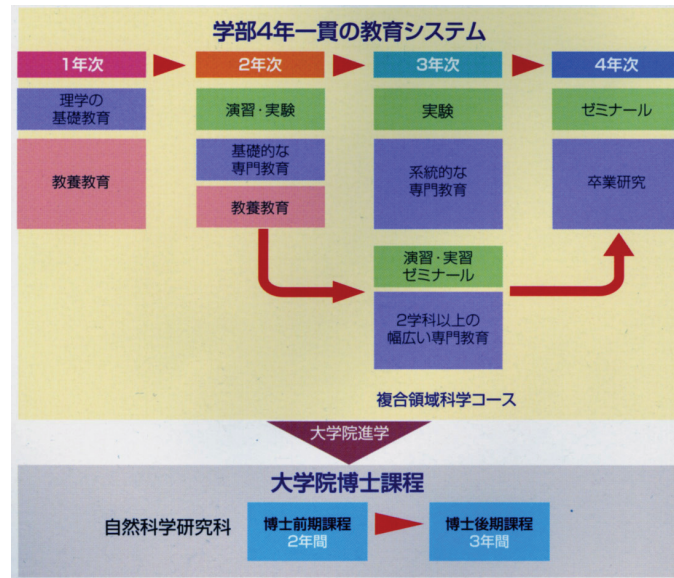 学部4年一貫の教育システム
1年次
2年次
3年次
4年次
理学の
基礎教育
教養教育
演習・実験
基礎的な
専門教育
教養教育
実験
系統的な
専門教育
ゼミナール
卒業研究
演習・実習
ゼミナール
2学科以上の
幅広い専門教育
複合領域科学コース
大学院進学
大学院博士課程
自然科学研究科
博士前期課程
2年間
博士後期課程
3年間